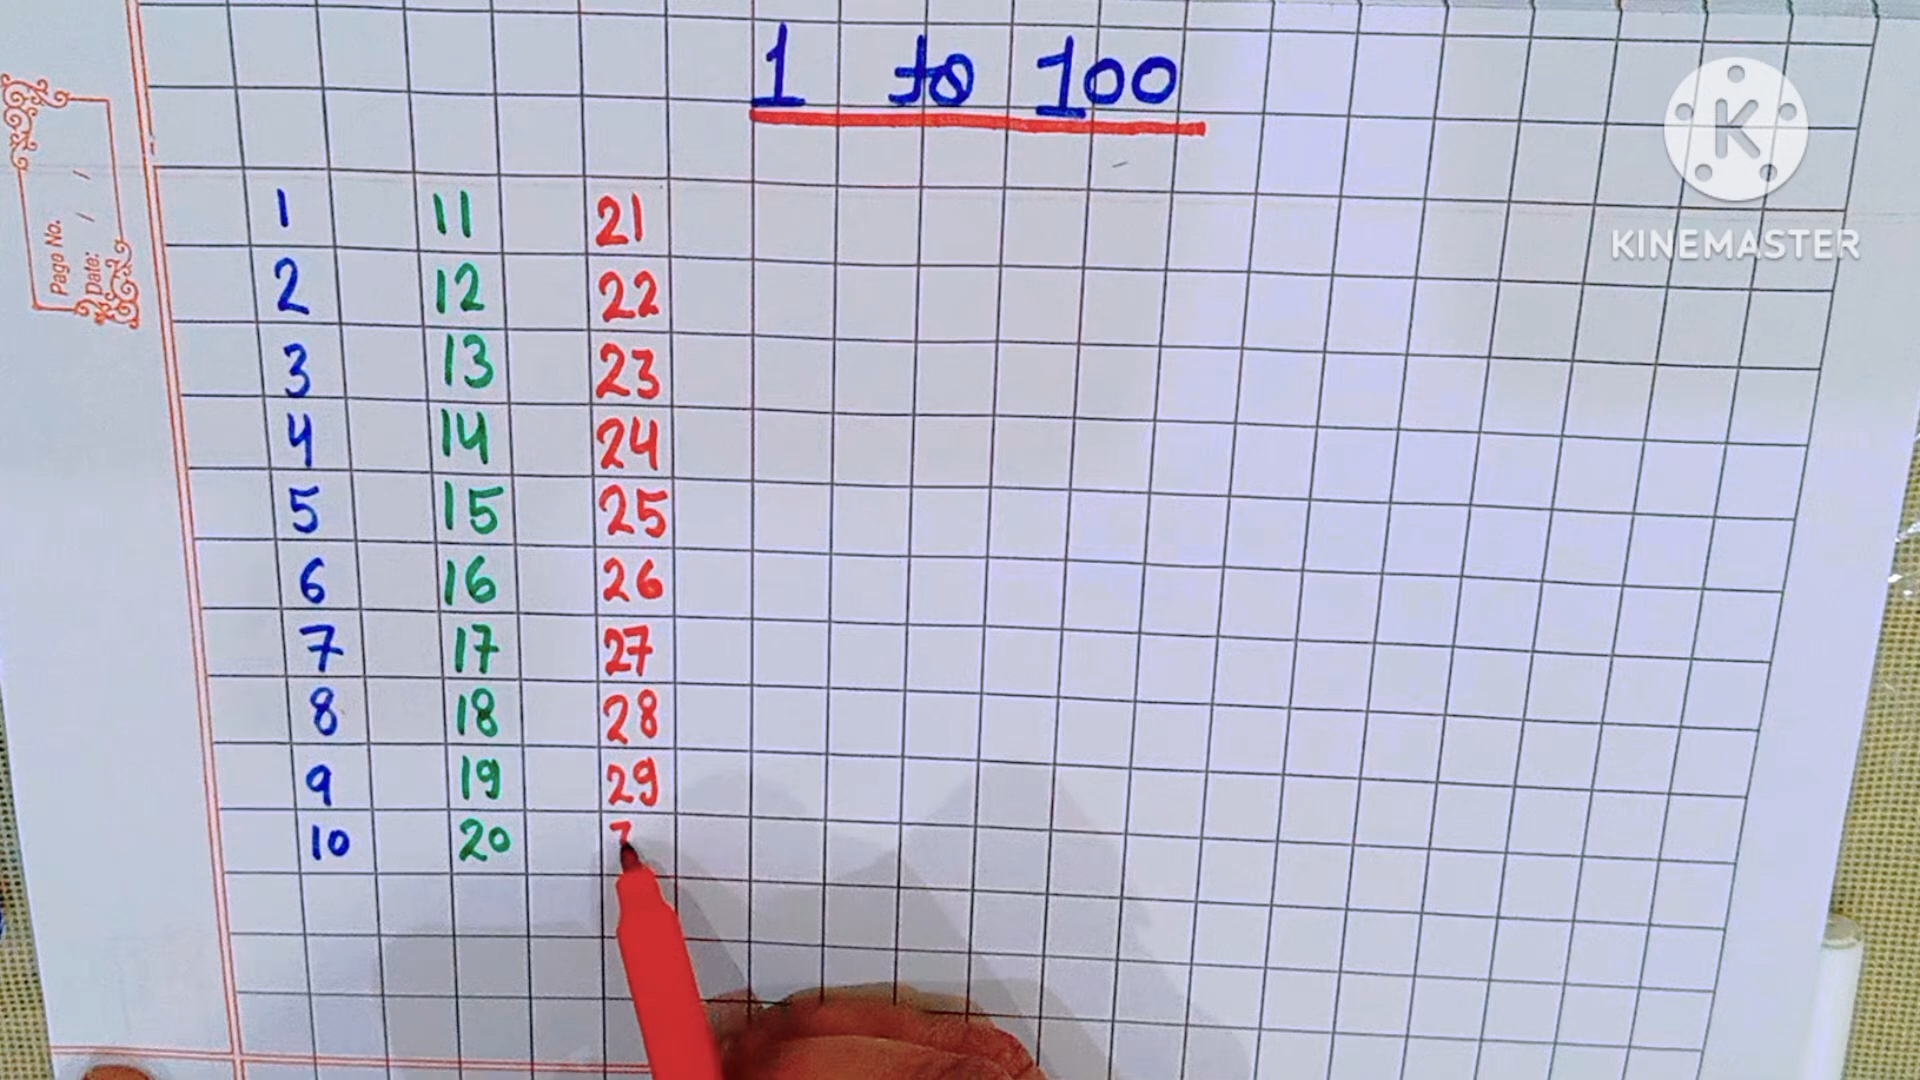 1 to 100
KINEMASTER
Page No.
Date: / /
1 11 21
2 12 22
3 13 23
4 14 24
5 15 25
6 16 26
7 17 27
8 18 28
9 19 29
10 20